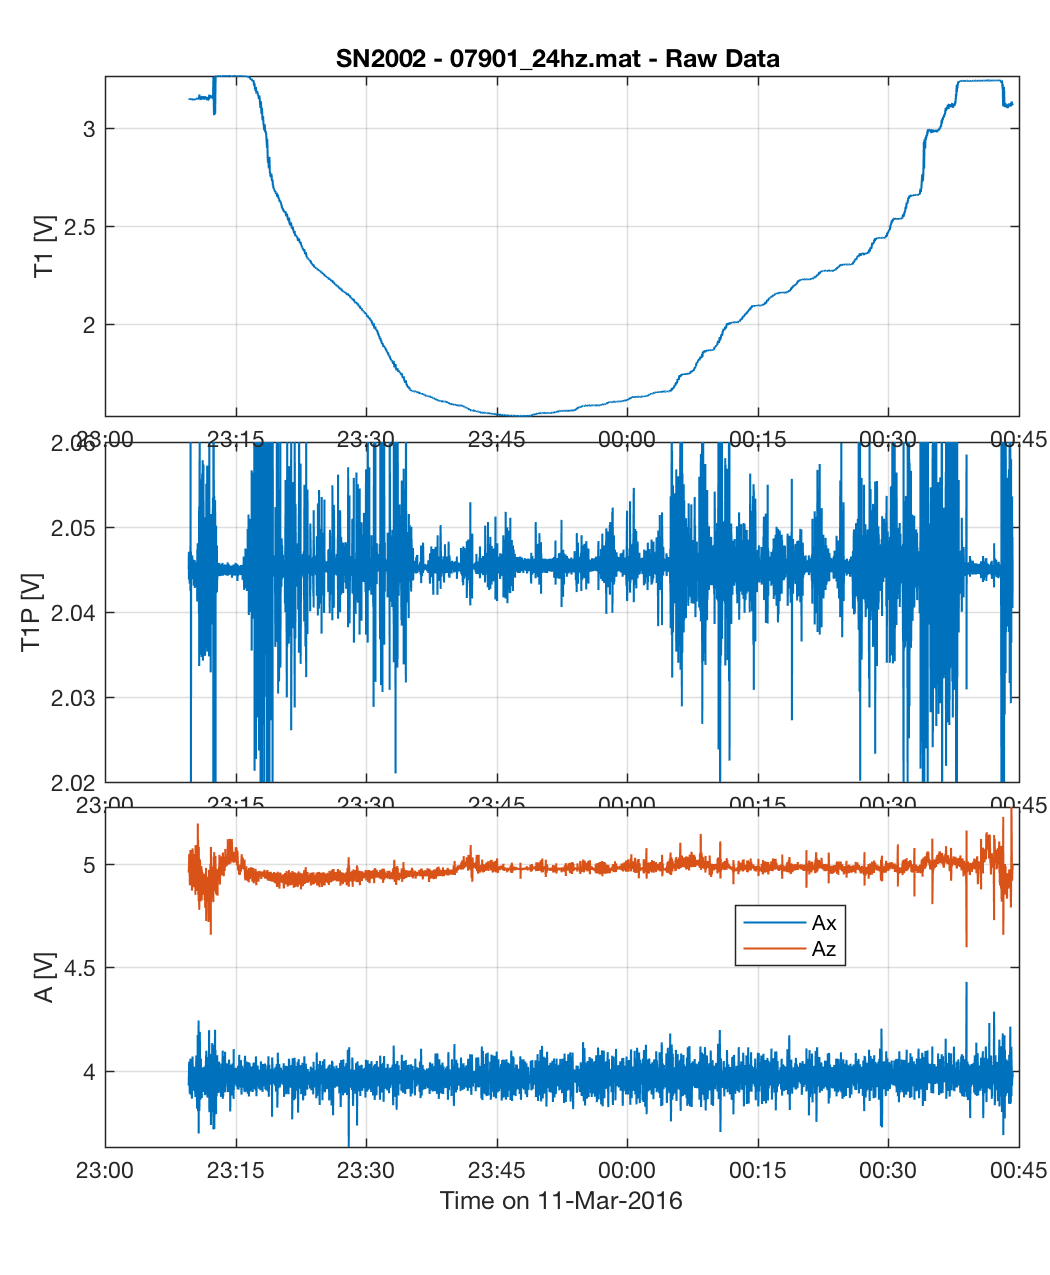 SN2002 - 07901_24hz.mat - Raw Data
T1 [V]
3
2.5
2
23:00 23:15 23:30 23:45 00:00 00:15 00:30 00:45
T1P [V]
2.06
2.05
2.04
2.03
2.02
23:00 23:15 23:30 23:45 00:00 00:15 00:30 00:45
A [V]
5
4.5
4
Ax
Az
23:00 23:15 23:30 23:45 00:00 00:15 00:30 00:45
Time on 11-Mar-2016